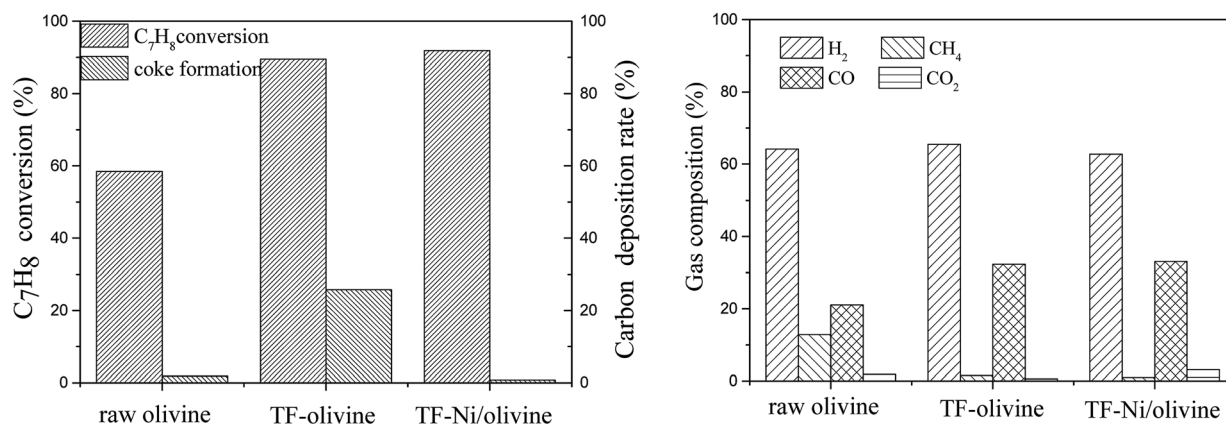 C7H8 conversion (%)
100
80
60
40
20
0
C7H8conversion
coke formation
raw olivine
TF-olivine
TF-Ni/olivine
100
80
60
40
20
0
Carbon deposition rate (%)
Gas composition (%)
100
80
60
40
20
0
H2
CH4
CO
CO2
raw olivine
TF-olivine
TF-Ni/olivine